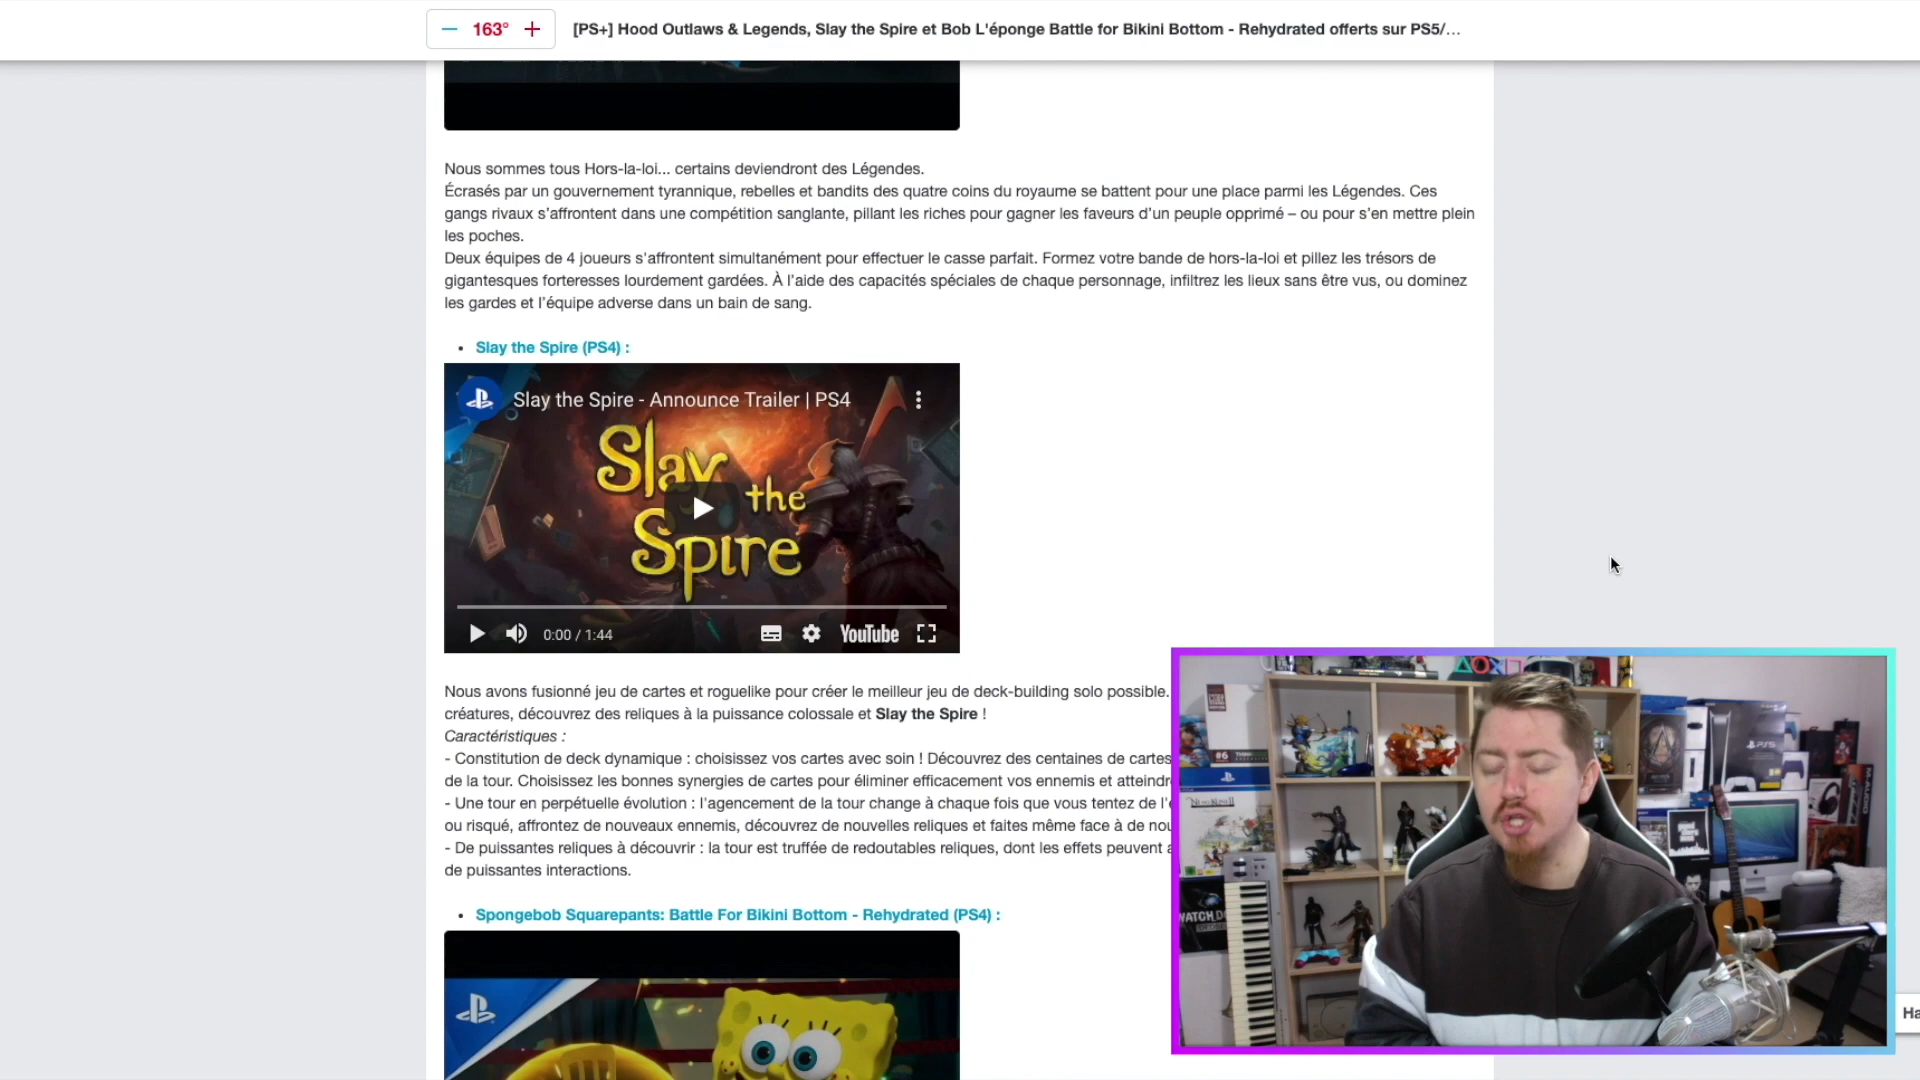 163°
[PS+] Hood Outlaws & Legends, Slay the Spire et Bob L'éponge Battle for Bikini Bottom - Rehydrated offerts sur PS5/…
Nous sommes tous Hors-la-loi... certains deviendront des Légendes.
Écrasés par un gouvernement tyrannique, rebelles et bandits des quatre coins du royaume se battent pour une place parmi les Légendes. Ces
gangs rivaux s’affrontent dans une compétition sanglante, pillant les riches pour gagner les faveurs d’un peuple opprimé – ou pour s’en mettre plein
les poches.
Deux équipes de 4 joueurs s’affrontent simultanément pour effectuer le casse parfait. Formez votre bande de hors-la-loi et pillez les trésors de
gigantesques forteresses lourdement gardées. À l’aide des capacités spéciales de chaque personnage, infiltrez les lieux sans être vus, ou dominez
les gardes et l’équipe adverse dans un bain de sang.
• Slay the Spire (PS4) :
Slay the Spire - Announce Trailer | PS4
Slay
the
Spire
0:00 / 1:44
YouTube
Nous avons fusionné jeu de cartes et roguelike pour créer le meilleur jeu de deck-building solo possible.
créatures, découvrez des reliques à la puissance colossale et Slay the Spire !
Caractéristiques :
- Constitution de deck dynamique : choisissez vos cartes avec soin ! Découvrez des centaines de cartes
de la tour. Choisissez les bonnes synergies de cartes pour éliminer efficacement vos ennemis et atteindr
- Une tour en perpétuelle évolution : l'agencement de la tour change à chaque fois que vous tentez de l'
ou risqué, affrontez de nouveaux ennemis, découvrez de nouvelles reliques et faites même face à de nou
- De puissantes reliques à découvrir : la tour est truffée de redoutables reliques, dont les effets peuvent
de puissantes interactions.
• Spongebob Squarepants: Battle For Bikini Bottom - Rehydrated (PS4) :
#6
PS5
WATCH_DO
Ha